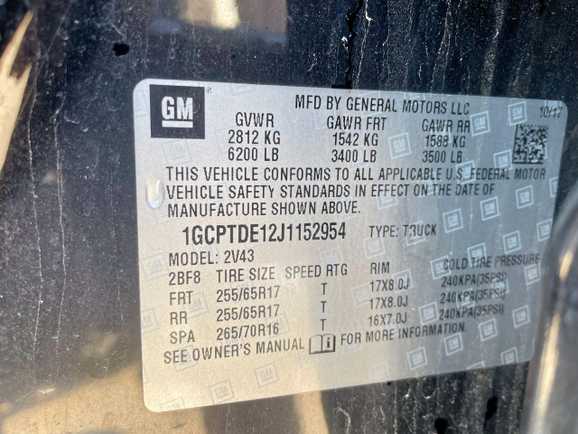 GM
MFD BY GENERAL MOTORS LLC 10/17
GVWR GAWR FRT GAWR RR
2812 KG 1542 KG 1588 KG
6200 LB 3400 LB 3500 LB
THIS VEHICLE CONFORMS TO ALL APPLICABLE U.S. FEDERAL MOTOR
VEHICLE SAFETY STANDARDS IN EFFECT ON THE DATE OF
MANUFACTURE SHOWN ABOVE.
1GCPTDE12J1152954 TYPE: TRUCK
MODEL: 2V43
2BF8 TIRE SIZE SPEED RTG RIM COLD TIRE PRESSURE
FRT 255/65R17 T 17X8.0J 240KPA(35PSI)
RR 255/65R17 T 17X8.0J 240KPA(35PSI)
SPA 265/70R16 T 16X7.0J 240KPA(35PSI)
SEE OWNER'S MANUAL FOR MORE INFORMATION